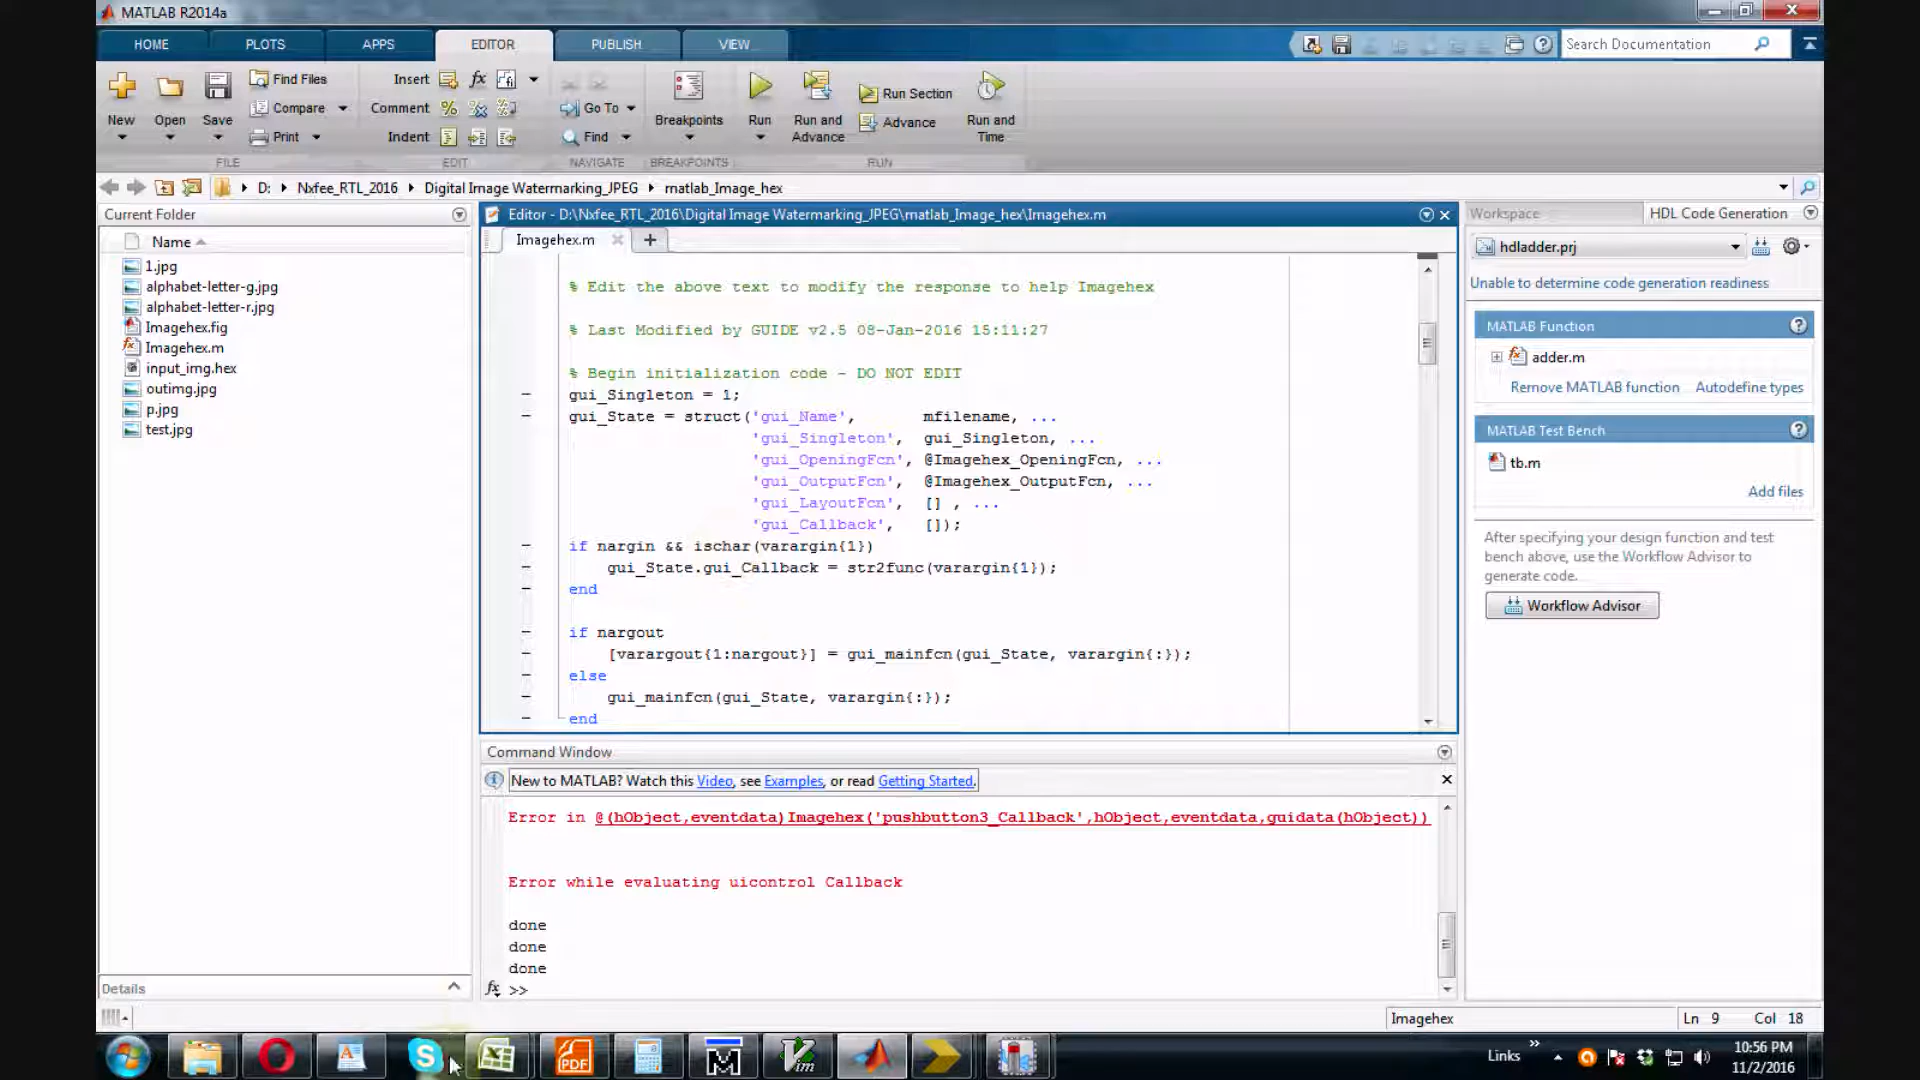 MATLAB R2014a
HOME PLOTS APPS EDITOR PUBLISH VIEW
Search Documentation
New Open Save Find Files Compare Print
FILE
Insert fx
Comment %
Indent
EDIT
Go To
Find
NAVIGATE
Breakpoints
BREAKPOINTS
Run Run and Advance Run Section Advance Run and Time
RUN
D: Nxfee_RTL_2016 Digital Image Watermarking_JPEG matlab_Image_hex
Current Folder
Name
1.jpg
alphabet-letter-g.jpg
alphabet-letter-r.jpg
Imagehex.fig
Imagehex.m
input_img.hex
outimg.jpg
p.jpg
test.jpg
Details
Editor - D:\Nxfee_RTL_2016\Digital Image Watermarking_JPEG\matlab_Image_hex\Imagehex.m
Imagehex.m
% Edit the above text to modify the response to help Imagehex
% Last Modified by GUIDE v2.5 08-Jan-2016 15:11:27
% Begin initialization code - DO NOT EDIT
gui_Singleton = 1;
gui_State = struct('gui_Name', mfilename, ...
'gui_Singleton', gui_Singleton, ...
'gui_OpeningFcn', @Imagehex_OpeningFcn, ...
'gui_OutputFcn', @Imagehex_OutputFcn, ...
'gui_LayoutFcn', [] , ...
'gui_Callback', []);
if nargin && ischar(varargin{1})
gui_State.gui_Callback = str2func(varargin{1});
end
if nargout
[varargout{1:nargout}] = gui_mainfcn(gui_State, varargin{:});
else
gui_mainfcn(gui_State, varargin{:});
end
Command Window
New to MATLAB? Watch this Video, see Examples, or read Getting Started.
Error in @(hObject,eventdata)Imagehex('pushbutton3_Callback',hObject,eventdata,guidata(hObject))
Error while evaluating uicontrol Callback
done
done
done
fx >>
Workspace HDL Code Generation
hdladder.prj
Unable to determine code generation readiness
MATLAB Function
adder.m
Remove MATLAB function Autodefine types
MATLAB Test Bench
tb.m
Add files
After specifying your design function and test
bench above, use the Workflow Advisor to
generate code.
Workflow Advisor
Imagehex Ln 9 Col 18
PDF
Vim
Links
10:56 PM
11/2/2016